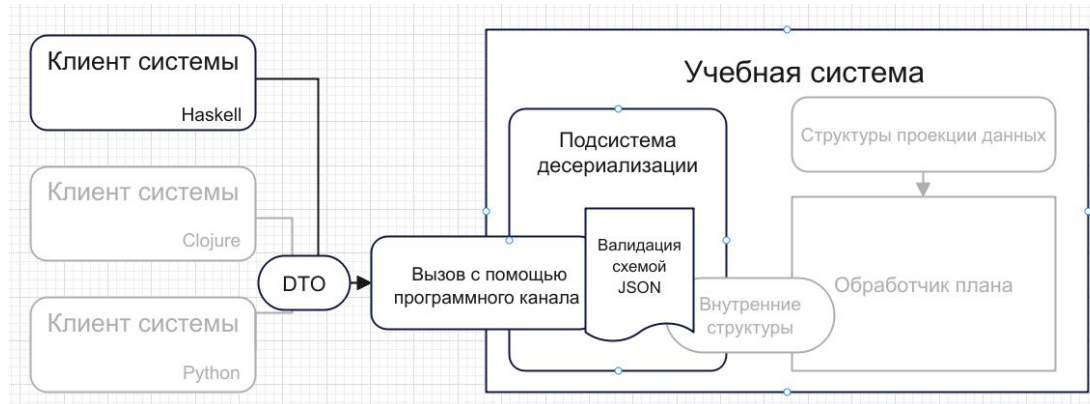 Клиент системы
Haskell
Клиент системы
Clojure
Клиент системы
Python
DTO
Вызов с помощью
программного канала
Учебная система
Подсистема
десериализации
Валидация
схемой
JSON
Внутренние
структуры
Структуры проекции данных
Обработчик плана